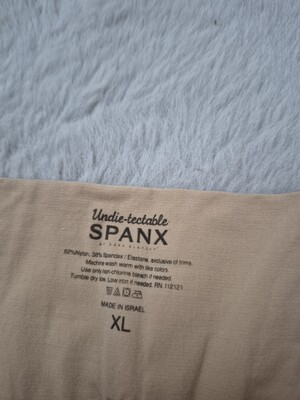 Undie-tectable
SPANX
BY SARA BLAKELY
62%Nylon, 38% Spandex / Elastane, exclusive of trims.
Machine wash warm with like colors.
Use only non-chlorine bleach if needed.
Tumble dry low. Low iron if needed. RN 112121
MADE IN ISRAEL
XL